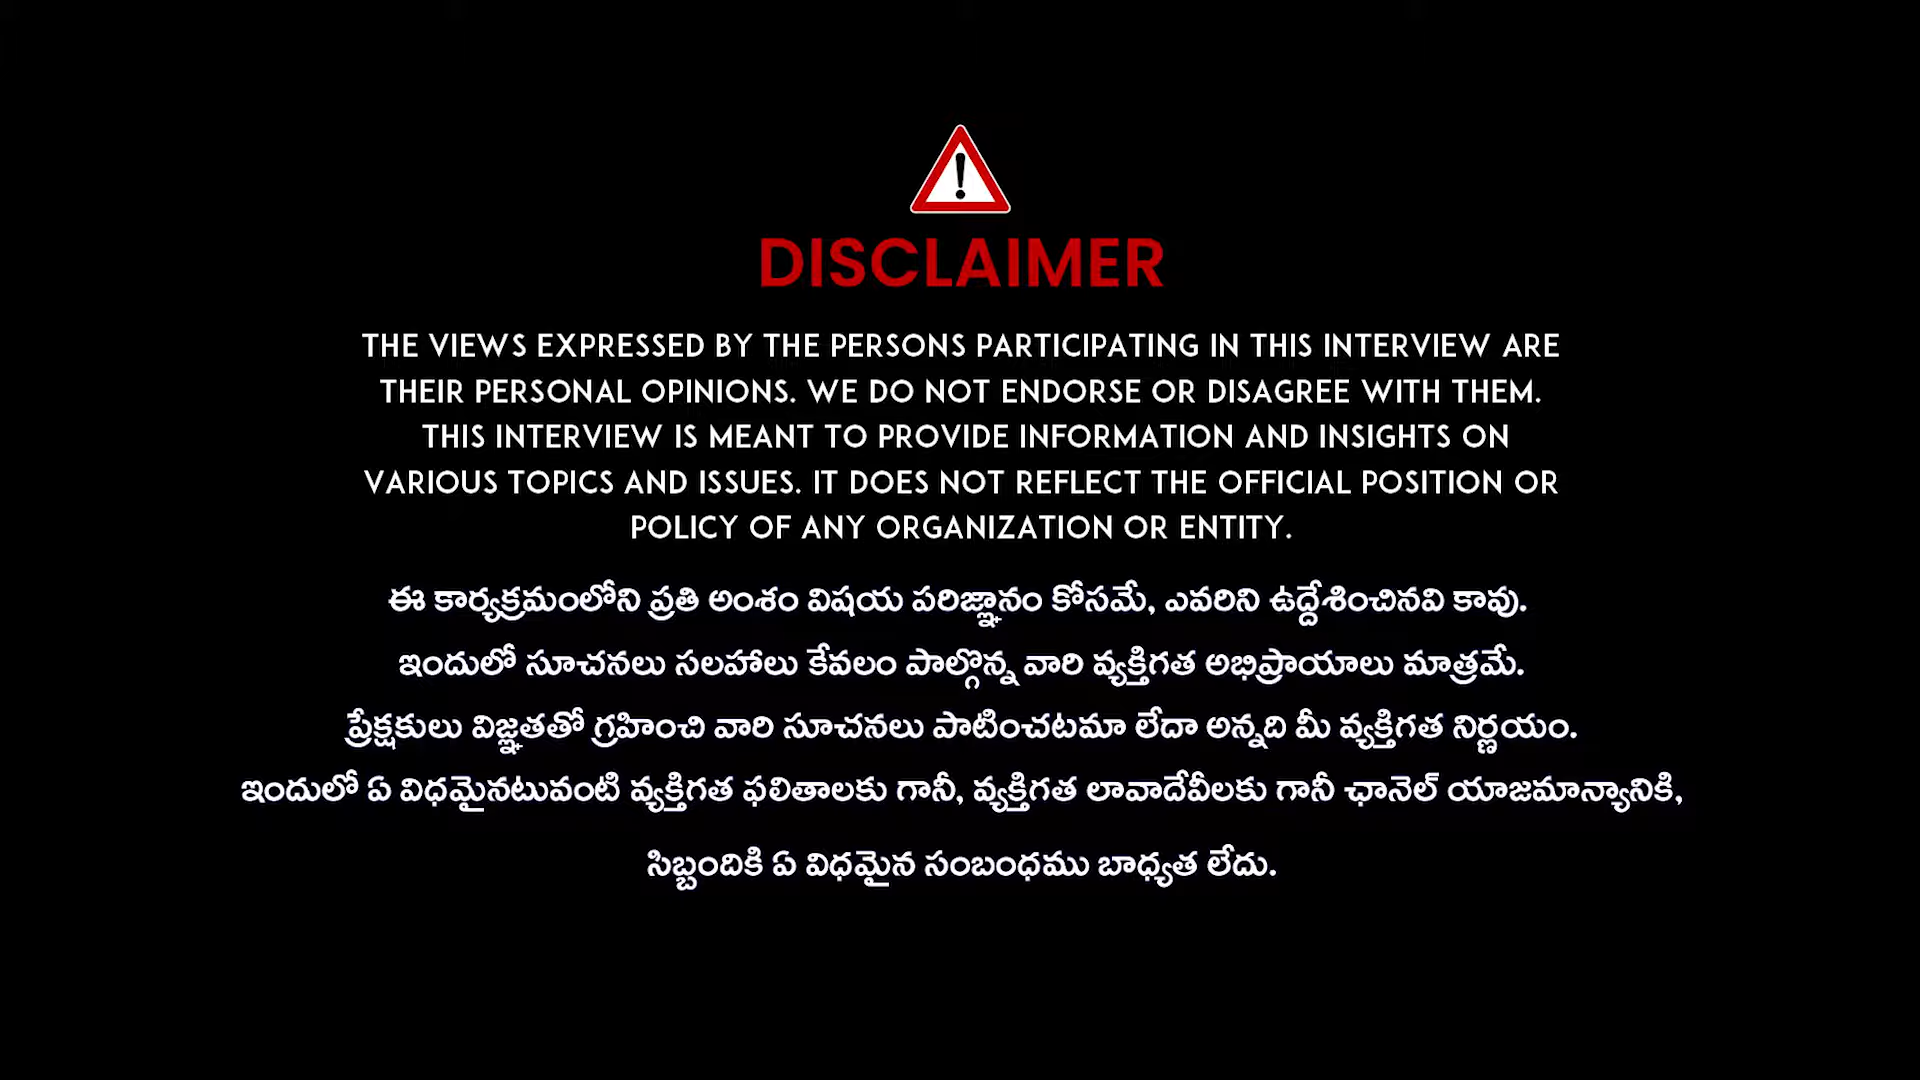 DISCLAIMER
THE VIEWS EXPRESSED BY THE PERSONS PARTICIPATING IN THIS INTERVIEW ARE
THEIR PERSONAL OPINIONS. WE DO NOT ENDORSE OR DISAGREE WITH THEM.
THIS INTERVIEW IS MEANT TO PROVIDE INFORMATION AND INSIGHTS ON
VARIOUS TOPICS AND ISSUES. IT DOES NOT REFLECT THE OFFICIAL POSITION OR
POLICY OF ANY ORGANIZATION OR ENTITY.
ఈ కార్యక్రమంలోని ప్రతి అంశం విషయ పరిజ్ఞానం కోసమే, ఎవరిని ఉద్దేశించినవి కావు.
ఇందులో సూచనలు సలహాలు కేవలం పాల్గొన్న వారి వ్యక్తిగత అభిప్రాయాలు మాత్రమే.
ప్రేక్షకులు విజ్ఞతతో గ్రహించి వారి సూచనలు పాటించటమా లేదా అన్నది మీ వ్యక్తిగత నిర్ణయం.
ఇందులో ఏ విధమైనటువంటి వ్యక్తిగత ఫలితాలకు గానీ, వ్యక్తిగత లావాదేవీలకు గానీ ఛానెల్ యాజమాన్యానికి,
సిబ్బందికి ఏ విధమైన సంబంధము బాధ్యత లేదు.